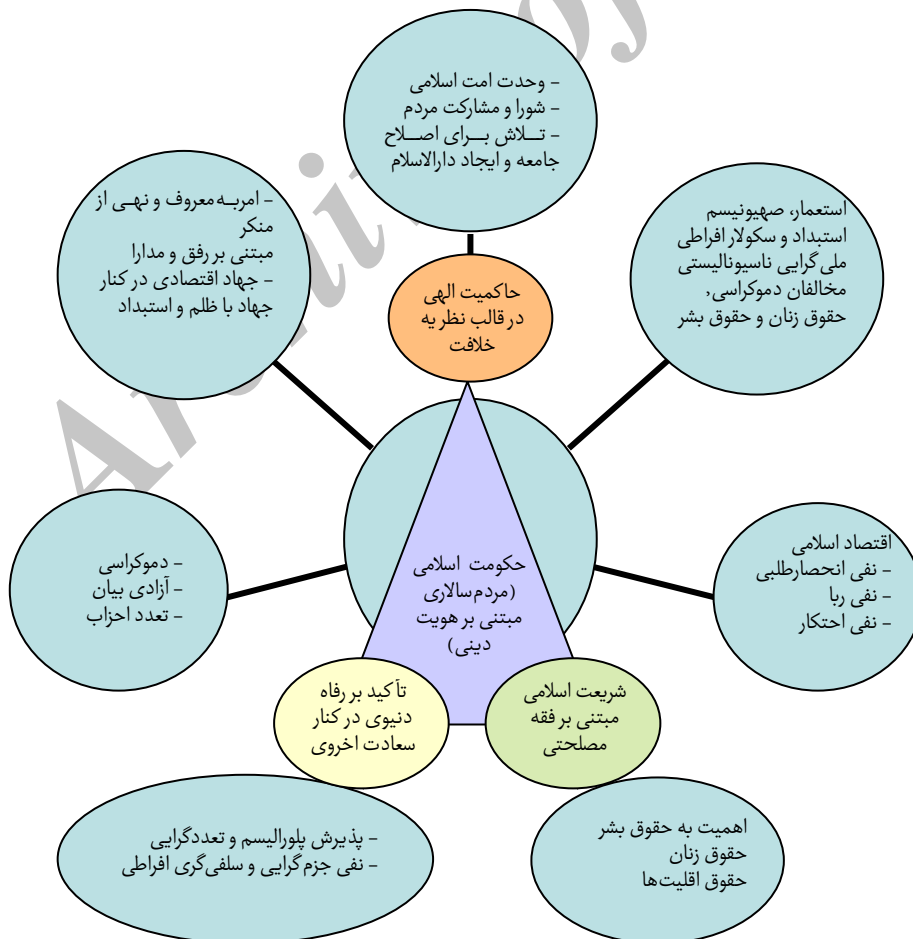 - وحدت امت اسلامی
- شورا و مشارکت مردم
- تــلاش بــرای اصــلاح
جامعه و ایجاد دارالاسلام
- امربـه‌معروف و نهـی از
منکر
مبتنی بر رفق و مدارا
- جهاد اقتصادی در کنار
جهاد با ظلم و استبداد
استعمار، صهیونیسم
استبداد و سکولار افراطی
ملی‌گرایی ناسیونالیستی
مخالفان دموکراسی,
حقوق زنان و حقوق بشر
حاکمیت الهی
در قالب نظریه
خلافت
- دموکراسی
- آزادی بیان
- تعدد احزاب
حکومت اسلامی
(مردم‌سالاری
مبتنی بر هویت
دینی)
اقتصاد اسلامی
- نفی انحصارطلبی
- نفی ربا
- نفی احتکار
تأکید بر رفاه
دنیوی در کنار
سعادت اخروی
شریعت اسلامی
مبتنی بر فقه
مصلحتی
- پذیرش پلورالیسم و تعددگرایی
- نفی جزم‌گرایی و سلفی‌گری افراطی
اهمیت به حقوق بشر
حقوق زنان
حقوق اقلیت‌ها